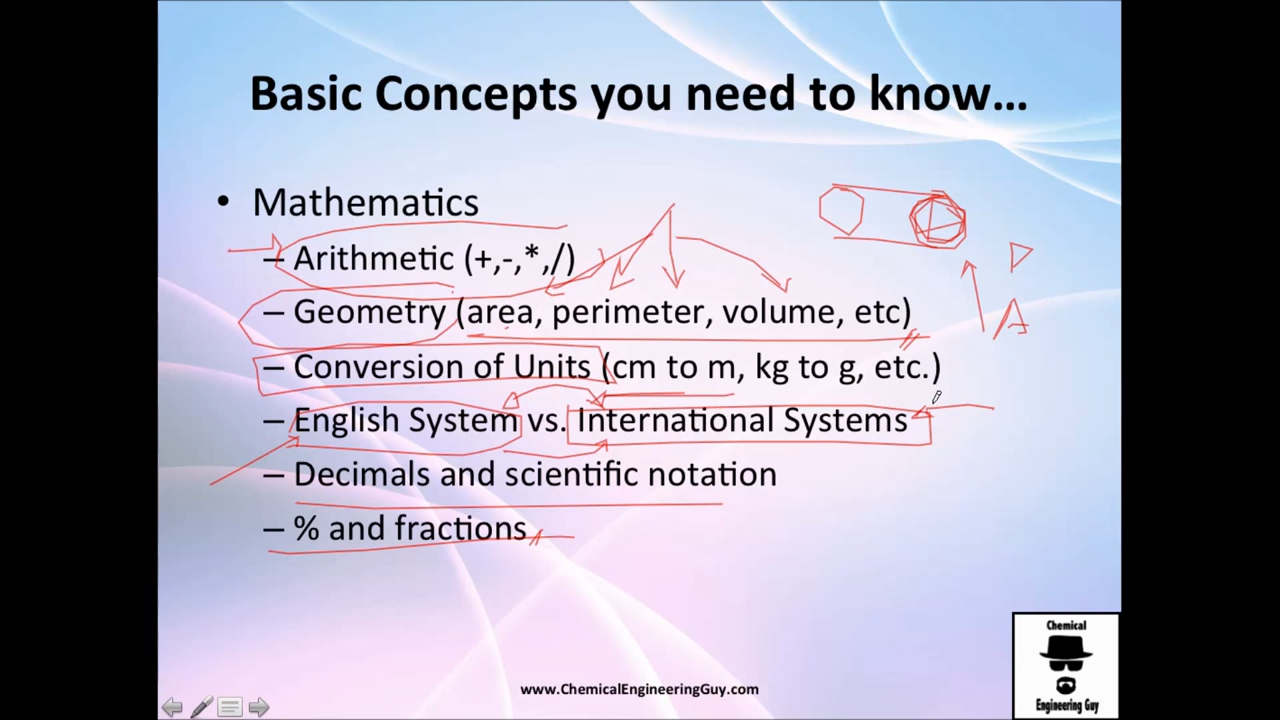 Basic Concepts you need to know...
• Mathematics
– Arithmetic (+,-,*,/)
– Geometry (area, perimeter, volume, etc)
– Conversion of Units (cm to m, kg to g, etc.)
– English System vs. International Systems
– Decimals and scientific notation
– % and fractions
D
A
www.ChemicalEngineeringGuy.com
Chemical
Engineering Guy